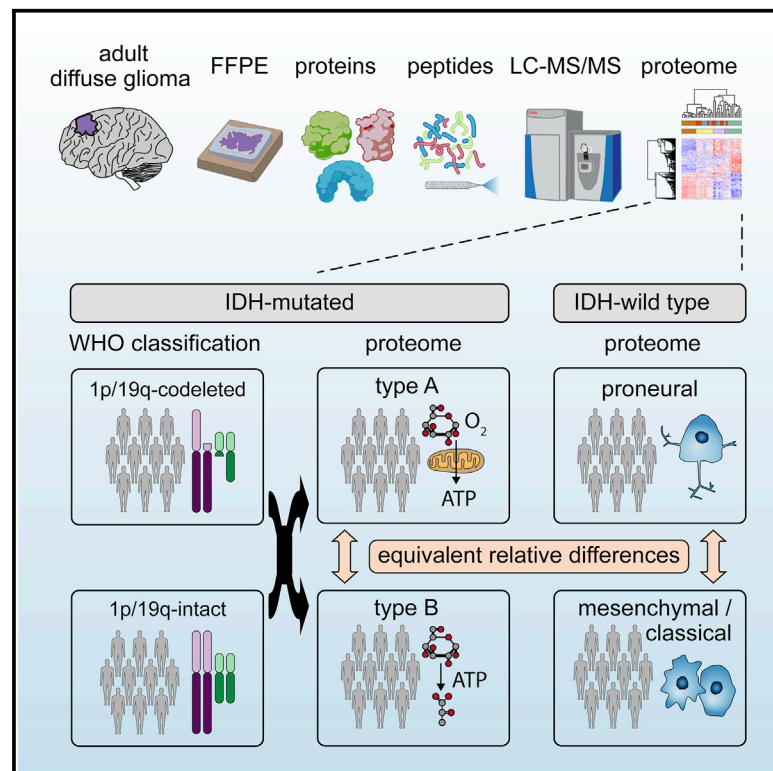 adult
diffuse glioma
FFPE
proteins
peptides
LC-MS/MS
proteome
IDH-mutated
IDH-wild type
WHO classification
proteome
proteome
1p/19q-codeleted
type A
O2
ATP
proneural
equivalent relative differences
1p/19q-intact
type B
ATP
mesenchymal /
classical